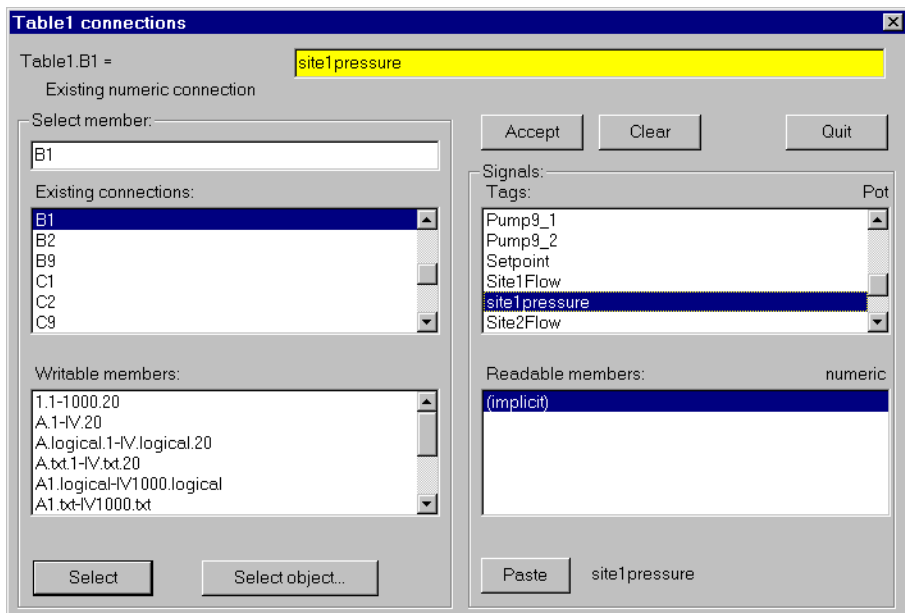 Table1 connections
Table1.B1 =
site1pressure
Existing numeric connection
Select member:
B1
Existing connections:
B1
B2
B9
C1
C2
C9
Writable members:
1.1-1000.20
A.1-IV.20
A.logical.1-IV.logical.20
A.txt.1-IV.txt.20
A1.logical-IV1000.logical
A1.txt-IV1000.txt
Select
Select object...
Accept
Clear
Quit
Signals:
Tags:
Pot
Pump9_1
Pump9_2
Setpoint
Site1Flow
site1pressure
Site2Flow
Readable members:
numeric
(implicit)
Paste
site1pressure